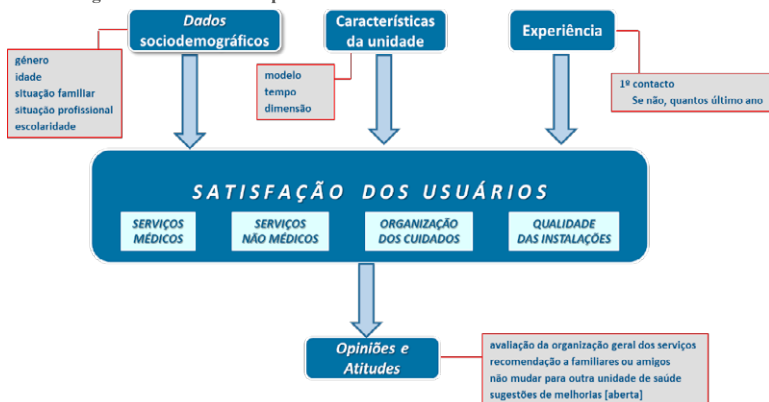 Dados
sociodemográficos
Características
da unidade
Experiência
género
idade
situação familiar
situação profissional
escolaridade
modelo
tempo
dimensão
1º contacto
Se não, quantos último ano
SATISFAÇÃO DOS USUÁRIOS
SERVIÇOS
MÉDICOS
SERVIÇOS
NÃO MÉDICOS
ORGANIZAÇÃO
DOS CUIDADOS
QUALIDADE
DAS INSTALAÇÕES
Opiniões e
Atitudes
avaliação da organização geral dos serviços
recomendação a familiares ou amigos
não mudar para outra unidade de saúde
sugestões de melhorias [aberta]